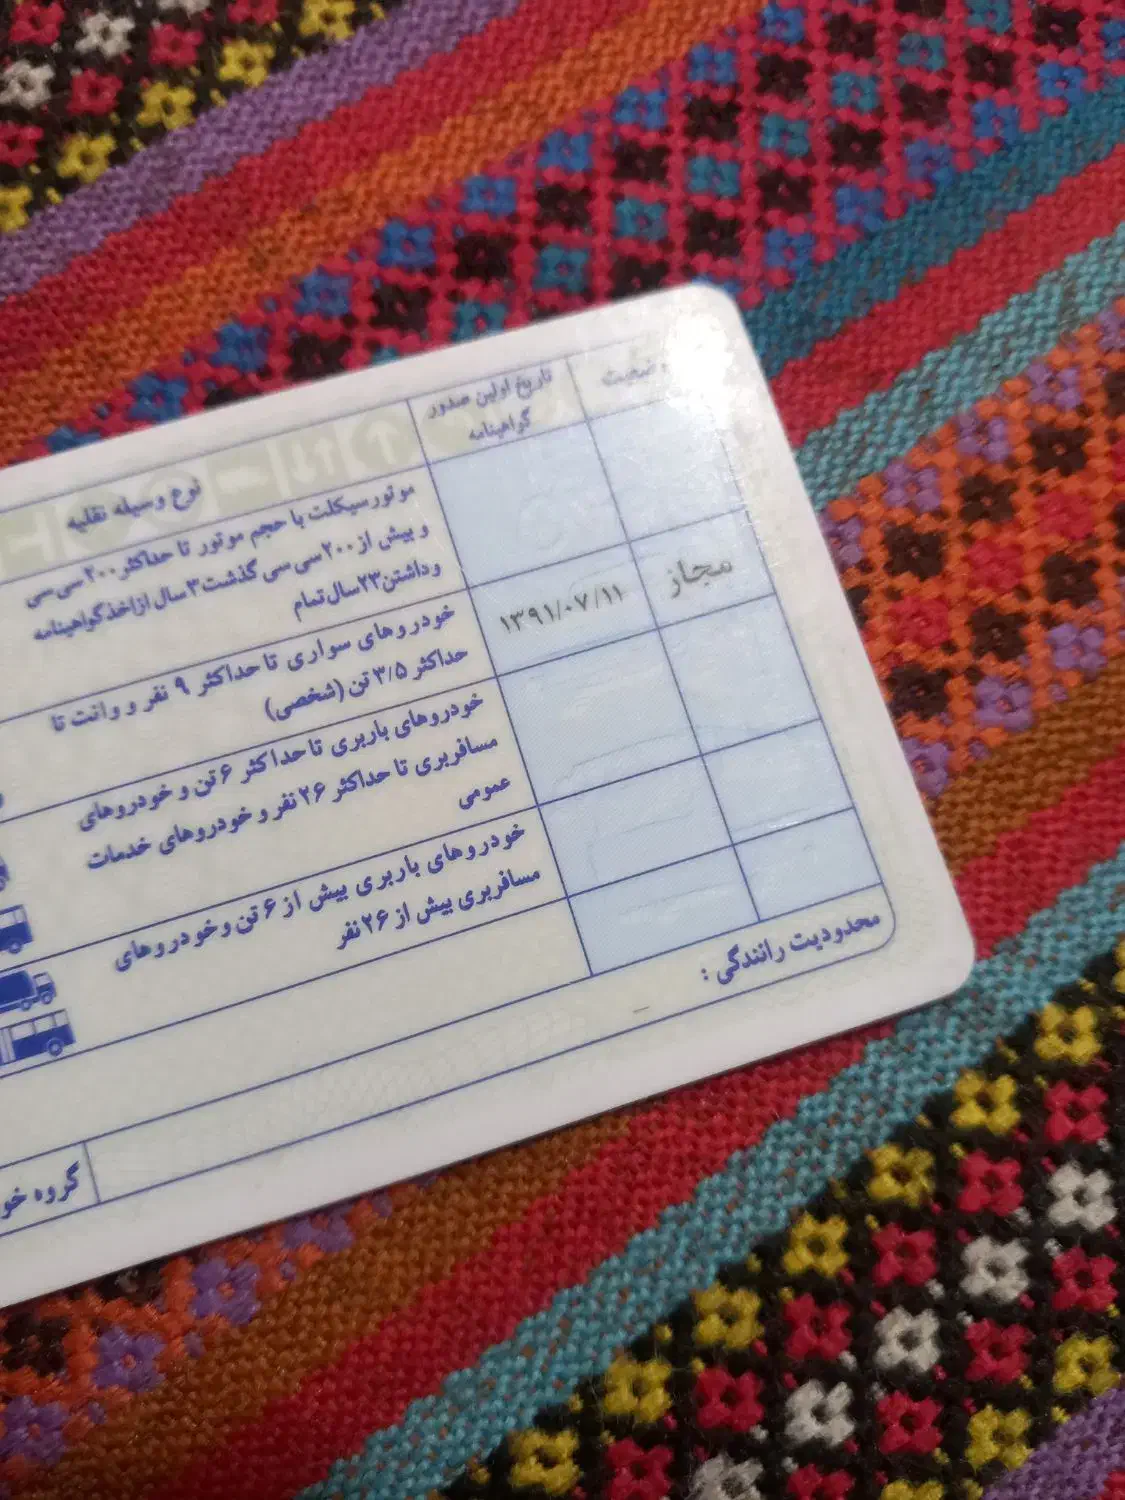 وضعیت
تاریخ اولین صدور
گواهینامه
نوع وسیله نقلیه
موتورسیکلت با حجم موتور تا حداکثر ۲۰۰ سی سی
و بیش از ۲۰۰ سی سی گذشت ۳ سال از اخذ گواهینامه
و داشتن ۲۳ سال تمام
مجاز
۱۳۹۱/۰۷/۱۱
خودروهای سواری تا حداکثر ۹ نفر و وانت تا
حداکثر ۳/۵ تن (شخصی)
خودروهای باربری تا حداکثر ۶ تن و خودروهای
مسافربری تا حداکثر ۲۶ نفر و خودروهای خدمات
عمومی
خودروهای باربری بیش از ۶ تن و خودروهای
مسافربری بیش از ۲۶ نفر
محدودیت رانندگی :
گروه خو